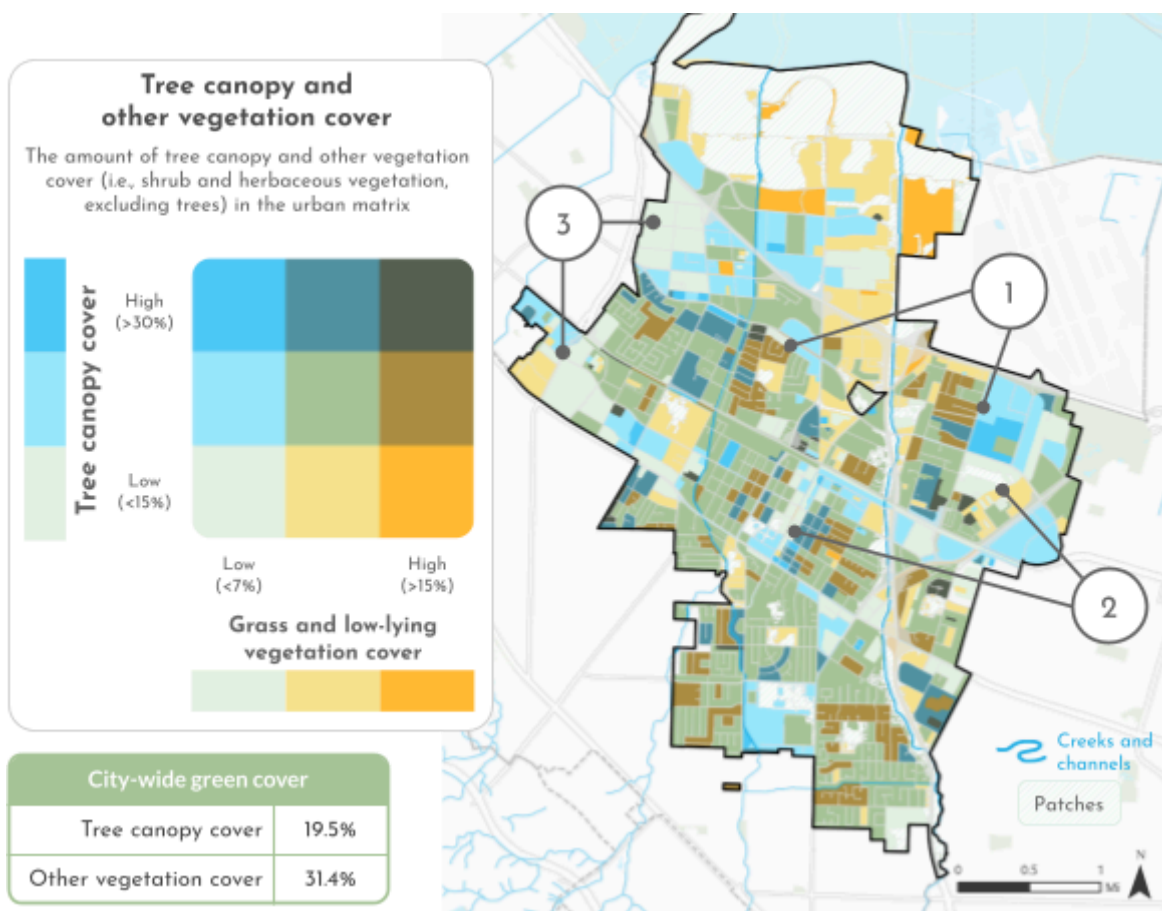 Tree canopy and
other vegetation cover
The amount of tree canopy and other vegetation
cover (i.e., shrub and herbaceous vegetation,
excluding trees) in the urban matrix
Tree canopy cover
High
(>30%)
Low
(<15%)
Low
(<7%)
High
(>15%)
Grass and low-lying
vegetation cover
City-wide green cover
Tree canopy cover 19.5%
Other vegetation cover 31.4%
3
1
2
Creeks and
channels
Patches
N
0 0.5 1
Mi